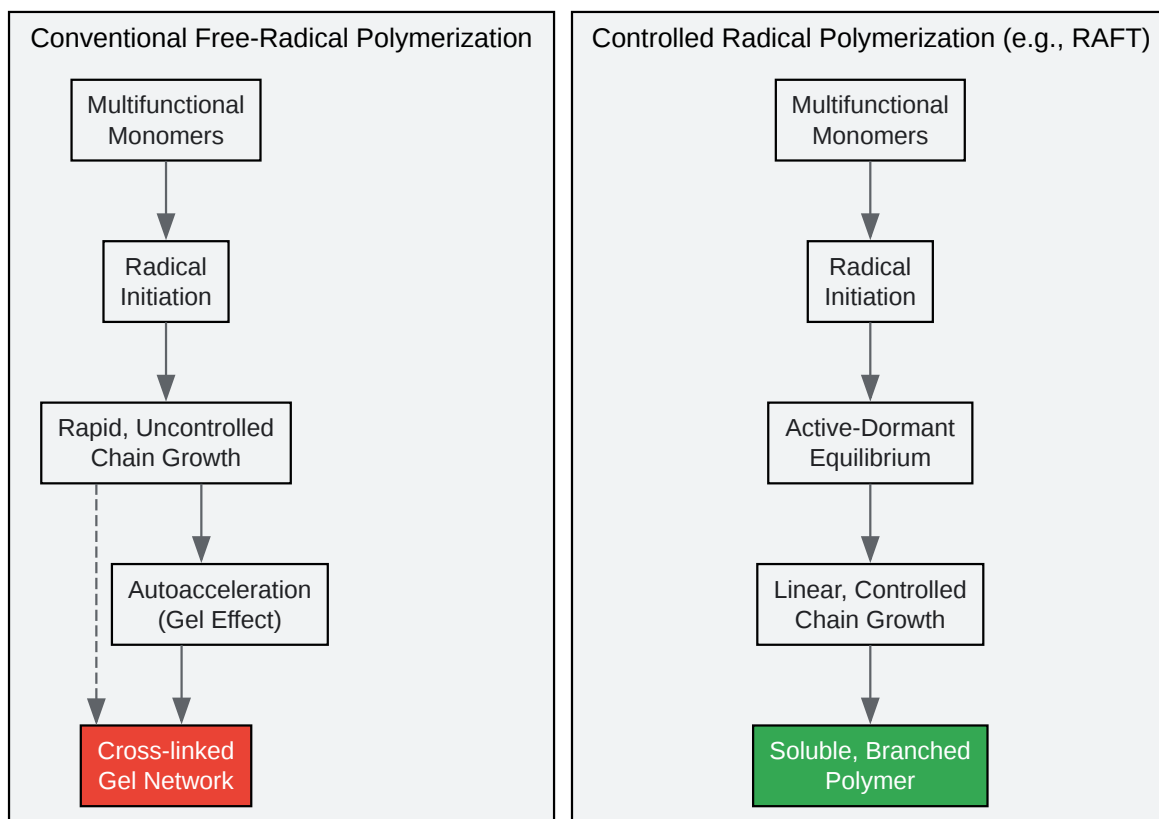 Conventional Free-Radical Polymerization
Multifunctional
Monomers
Radical
Initiation
Rapid, Uncontrolled
Chain Growth
Autoacceleration
(Gel Effect)
Cross-linked
Gel Network
Controlled Radical Polymerization (e.g., RAFT)
Multifunctional
Monomers
Radical
Initiation
Active-Dormant
Equilibrium
Linear, Controlled
Chain Growth
Soluble, Branched
Polymer